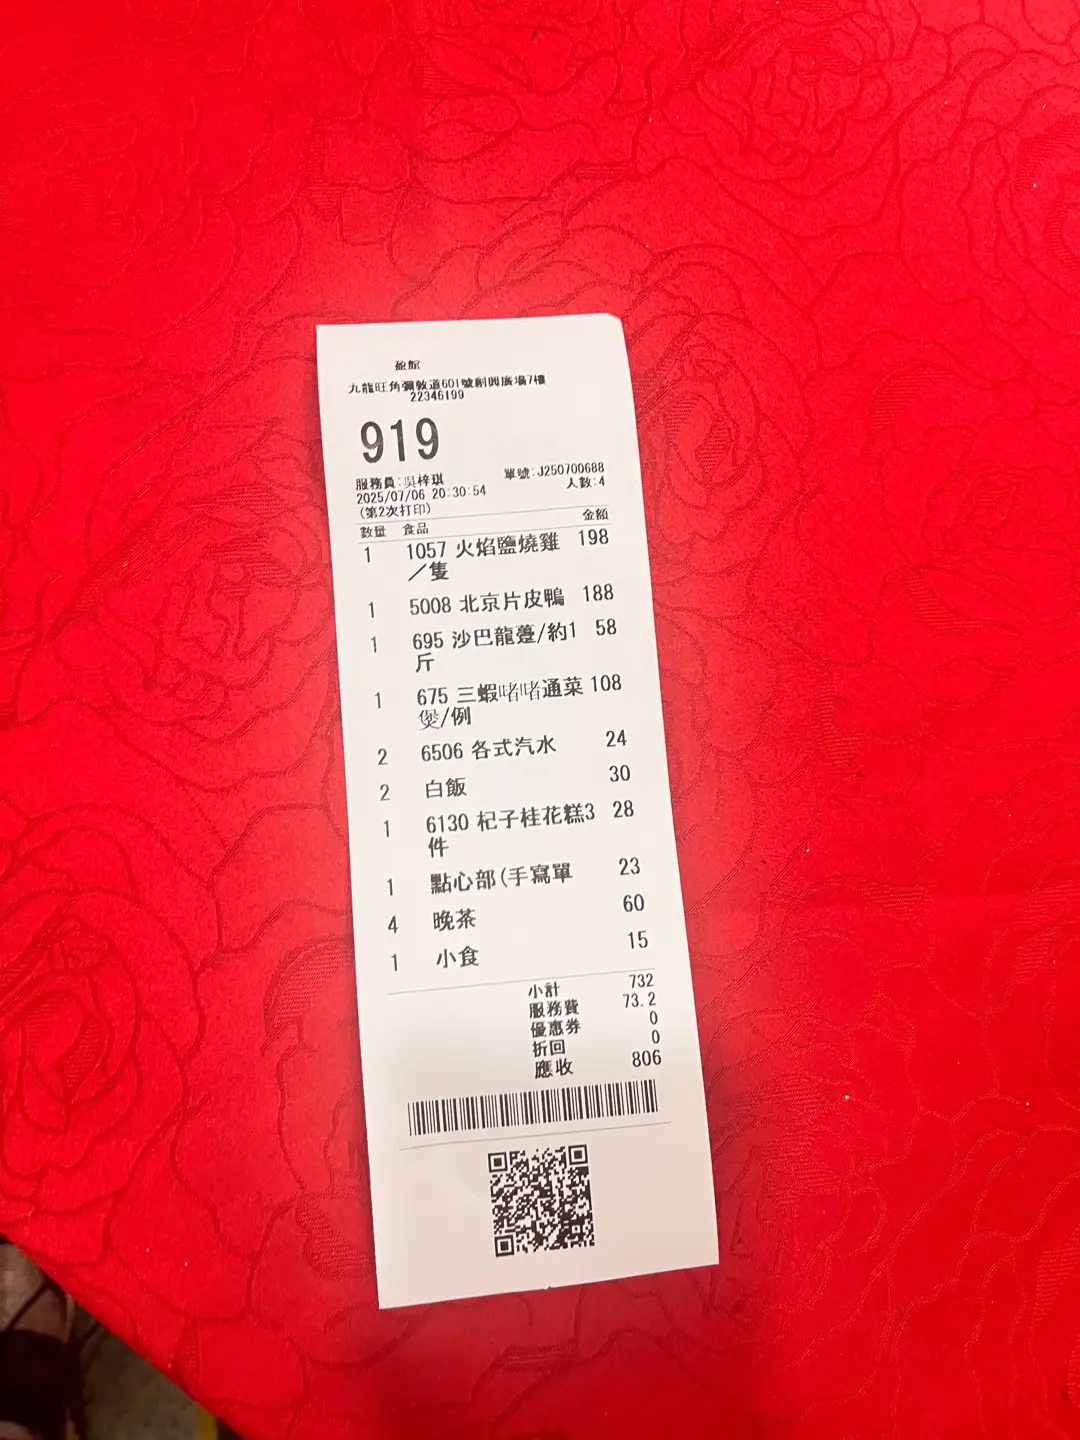 盈館
九龍旺角彌敦道601號創興廣場7樓
22346199
919
服務員:吳梓琪 單號:J250700688
2025/07/06 20:30:54 人數:4
(第2次打印)
數量 食品 金額
1 1057 火焰鹽燒雞 198
／隻
1 5008 北京片皮鴨 188
1 695 沙巴龍躉/約1 58
斤
1 675 三蝦啫啫通菜 108
煲/例
2 6506 各式汽水 24
2 白飯 30
1 6130 杞子桂花糕3 28
件
1 點心部(手寫單 23
4 晚茶 60
1 小食 15
小計 732
服務費 73.2
優惠券 0
折回 0
應收 806